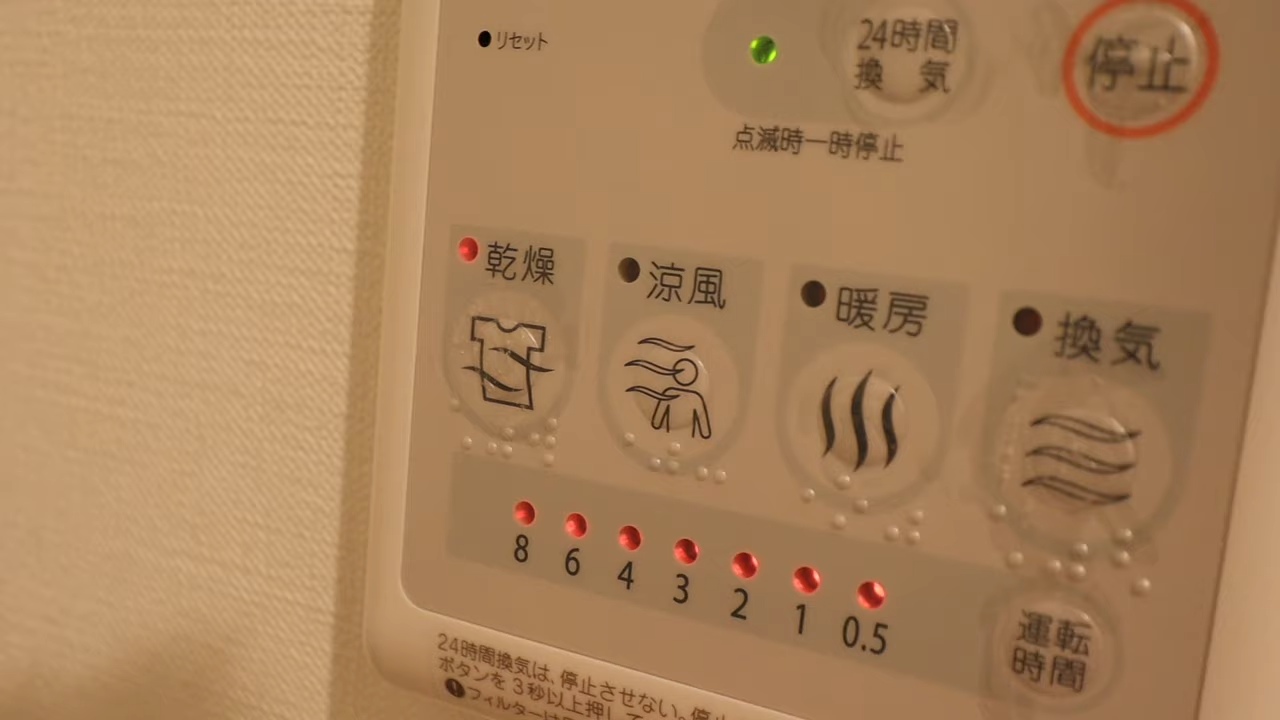 リセット
24時間
換気
停止
点滅時一時停止
乾燥
涼風
暖房
換気
8 6 4 3 2 1 0.5
運転
時間
24時間換気は、停止させない。停止
ボタンを3秒以上押して
フィルターは